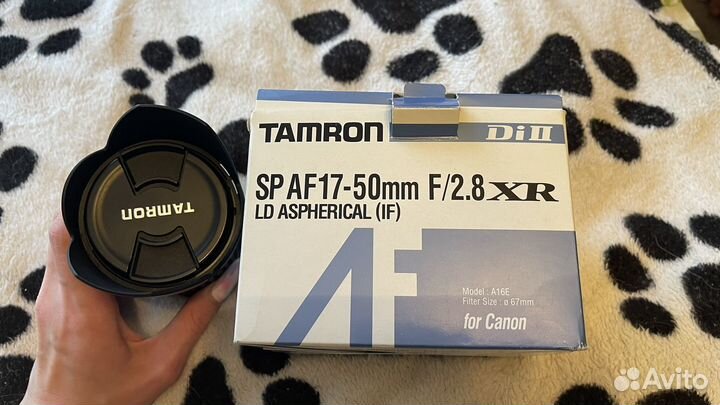 TAMRON
TAMRON
Di II
SP AF17-50mm F/2.8 XR
LD ASPHERICAL (IF)
AF
Model : A16E
Filter Size : ø 67mm
for Canon
Avito